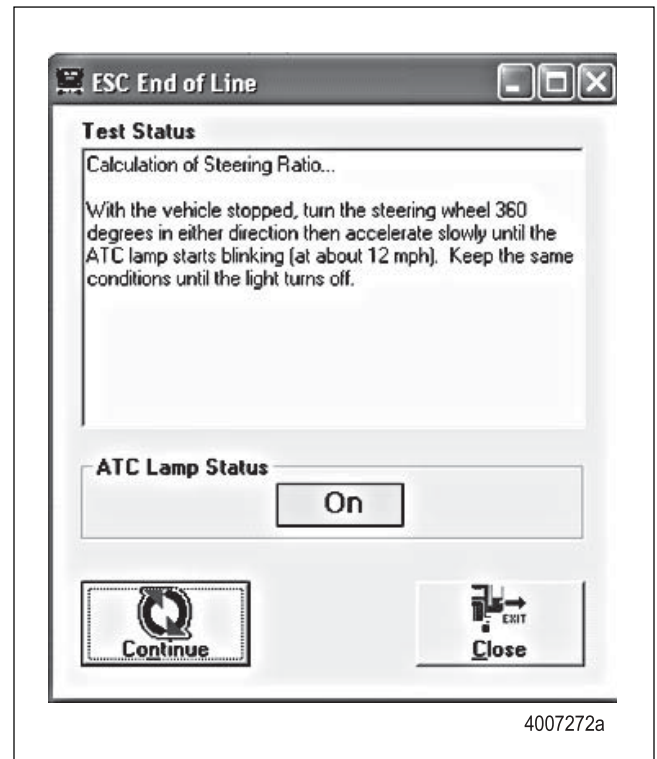 ESC End of Line
Test Status
Calculation of Steering Ratio...
With the vehicle stopped, turn the steering wheel 360
degrees in either direction then accelerate slowly until the
ATC lamp starts blinking (at about 12 mph). Keep the same
conditions until the light turns off.
ATC Lamp Status
On
EXIT
Continue
Close
4007272a